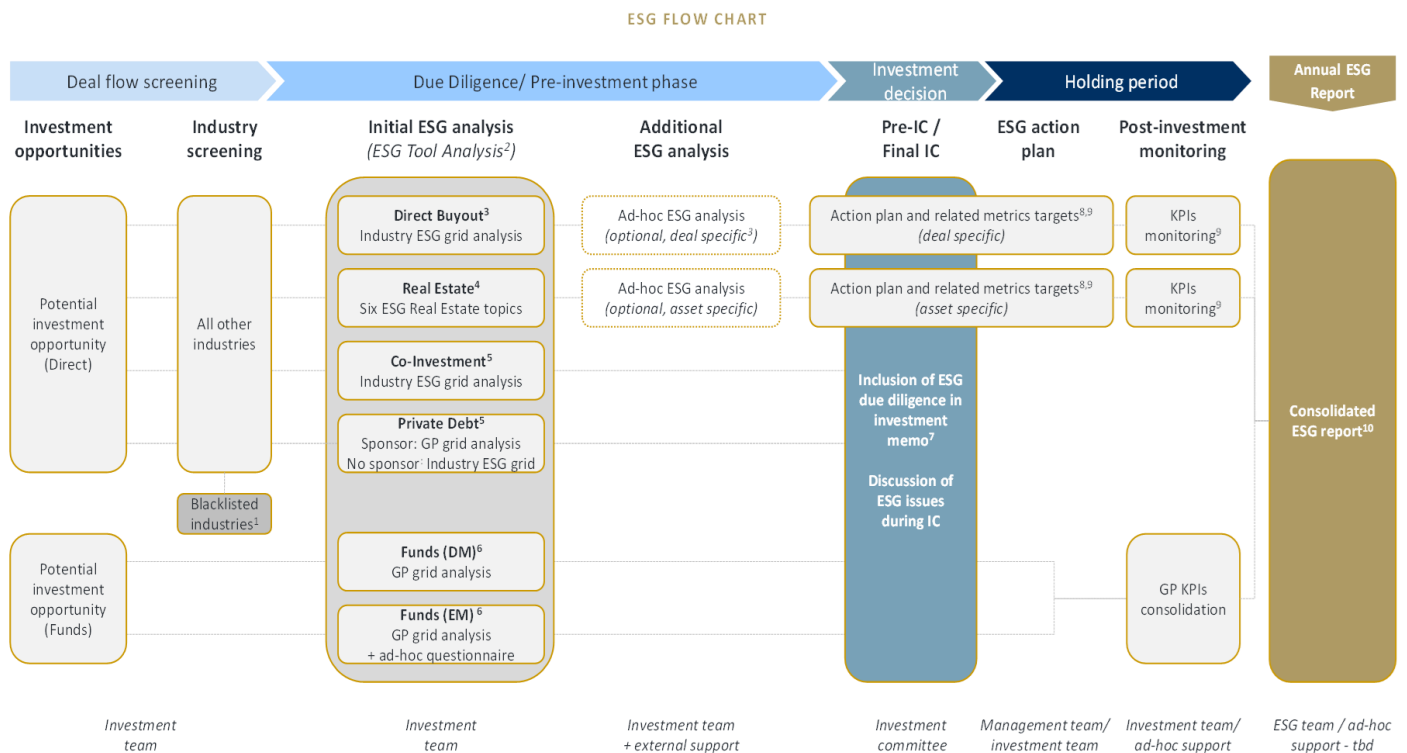 ESG FLOW CHART
Deal flow screening
Due Diligence/ Pre-investment phase
Investment
decision
Holding period
Annual ESG
Report
Investment
opportunities
Industry
screening
Initial ESG analysis
(ESG Tool Analysis²)
Additional
ESG analysis
Pre-IC /
Final IC
ESG action
plan
Post-investment
monitoring
Potential
investment
opportunity
(Direct)
All other
industries
Blacklisted
industries¹
Potential
investment
opportunity
(Funds)
Direct Buyout³
Industry ESG grid analysis
Real Estate⁴
Six ESG Real Estate topics
Co-Investment⁵
Industry ESG grid analysis
Private Debt⁵
Sponsor: GP grid analysis
No sponsor: Industry ESG grid
Funds (DM)⁶
GP grid analysis
Funds (EM) ⁶
GP grid analysis
+ ad-hoc questionnaire
Ad-hoc ESG analysis
(optional, deal specific³)
Ad-hoc ESG analysis
(optional, asset specific)
Action plan and related metrics targets⁸,⁹
(deal specific)
Action plan and related metrics targets⁸,⁹
(asset specific)
Inclusion of ESG
due diligence in
investment
memo⁷
Discussion of
ESG issues
during IC
KPIs
monitoring⁹
KPIs
monitoring⁹
GP KPIs
consolidation
Consolidated
ESG report¹⁰
Investment
team
Investment
team
Investment team
+ external support
Investment
committee
Management team/
investment team
Investment team/
ad-hoc support
ESG team / ad-hoc
support - tbd